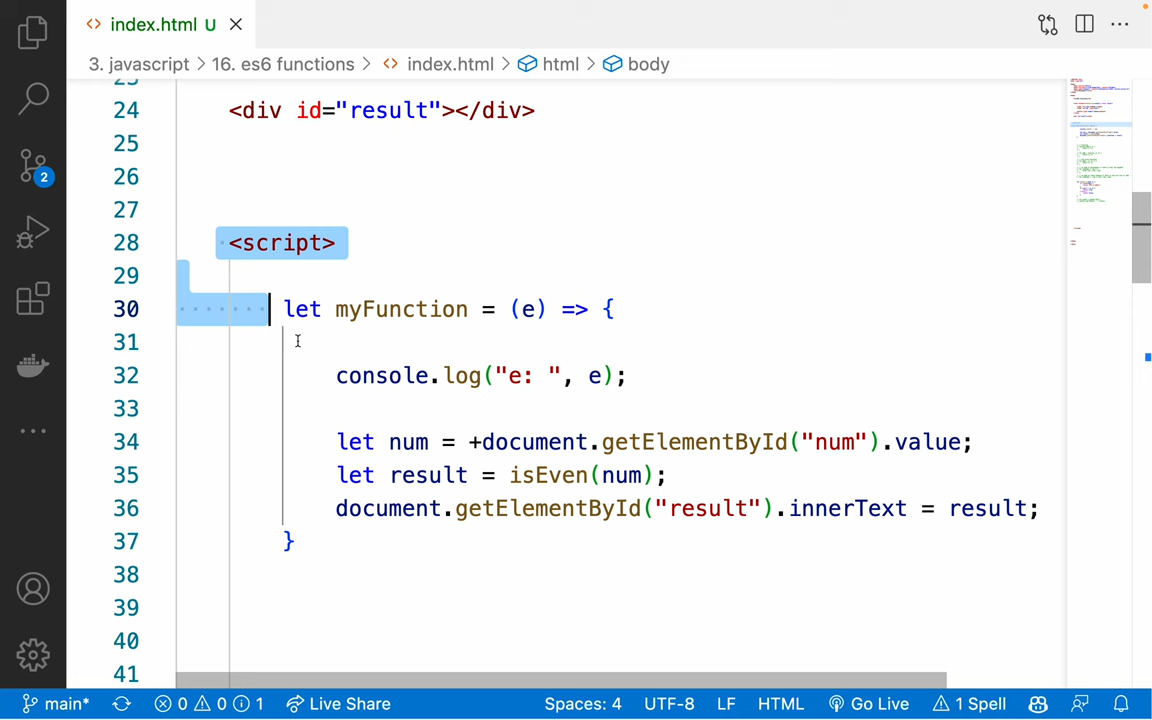 index.html U
3. javascript > 16. es6 functions > index.html > html > body
23
24 <div id="result"></div>
25
26
27
28 <script>
29
30 let myFunction = (e) => {
31
32 console.log("e: ", e);
33
34 let num = +document.getElementById("num").value;
35 let result = isEven(num);
36 document.getElementById("result").innerText = result;
37 }
38
39
40
41
2
main* 0 0 1 Live Share Spaces: 4 UTF-8 LF HTML Go Live 1 Spell